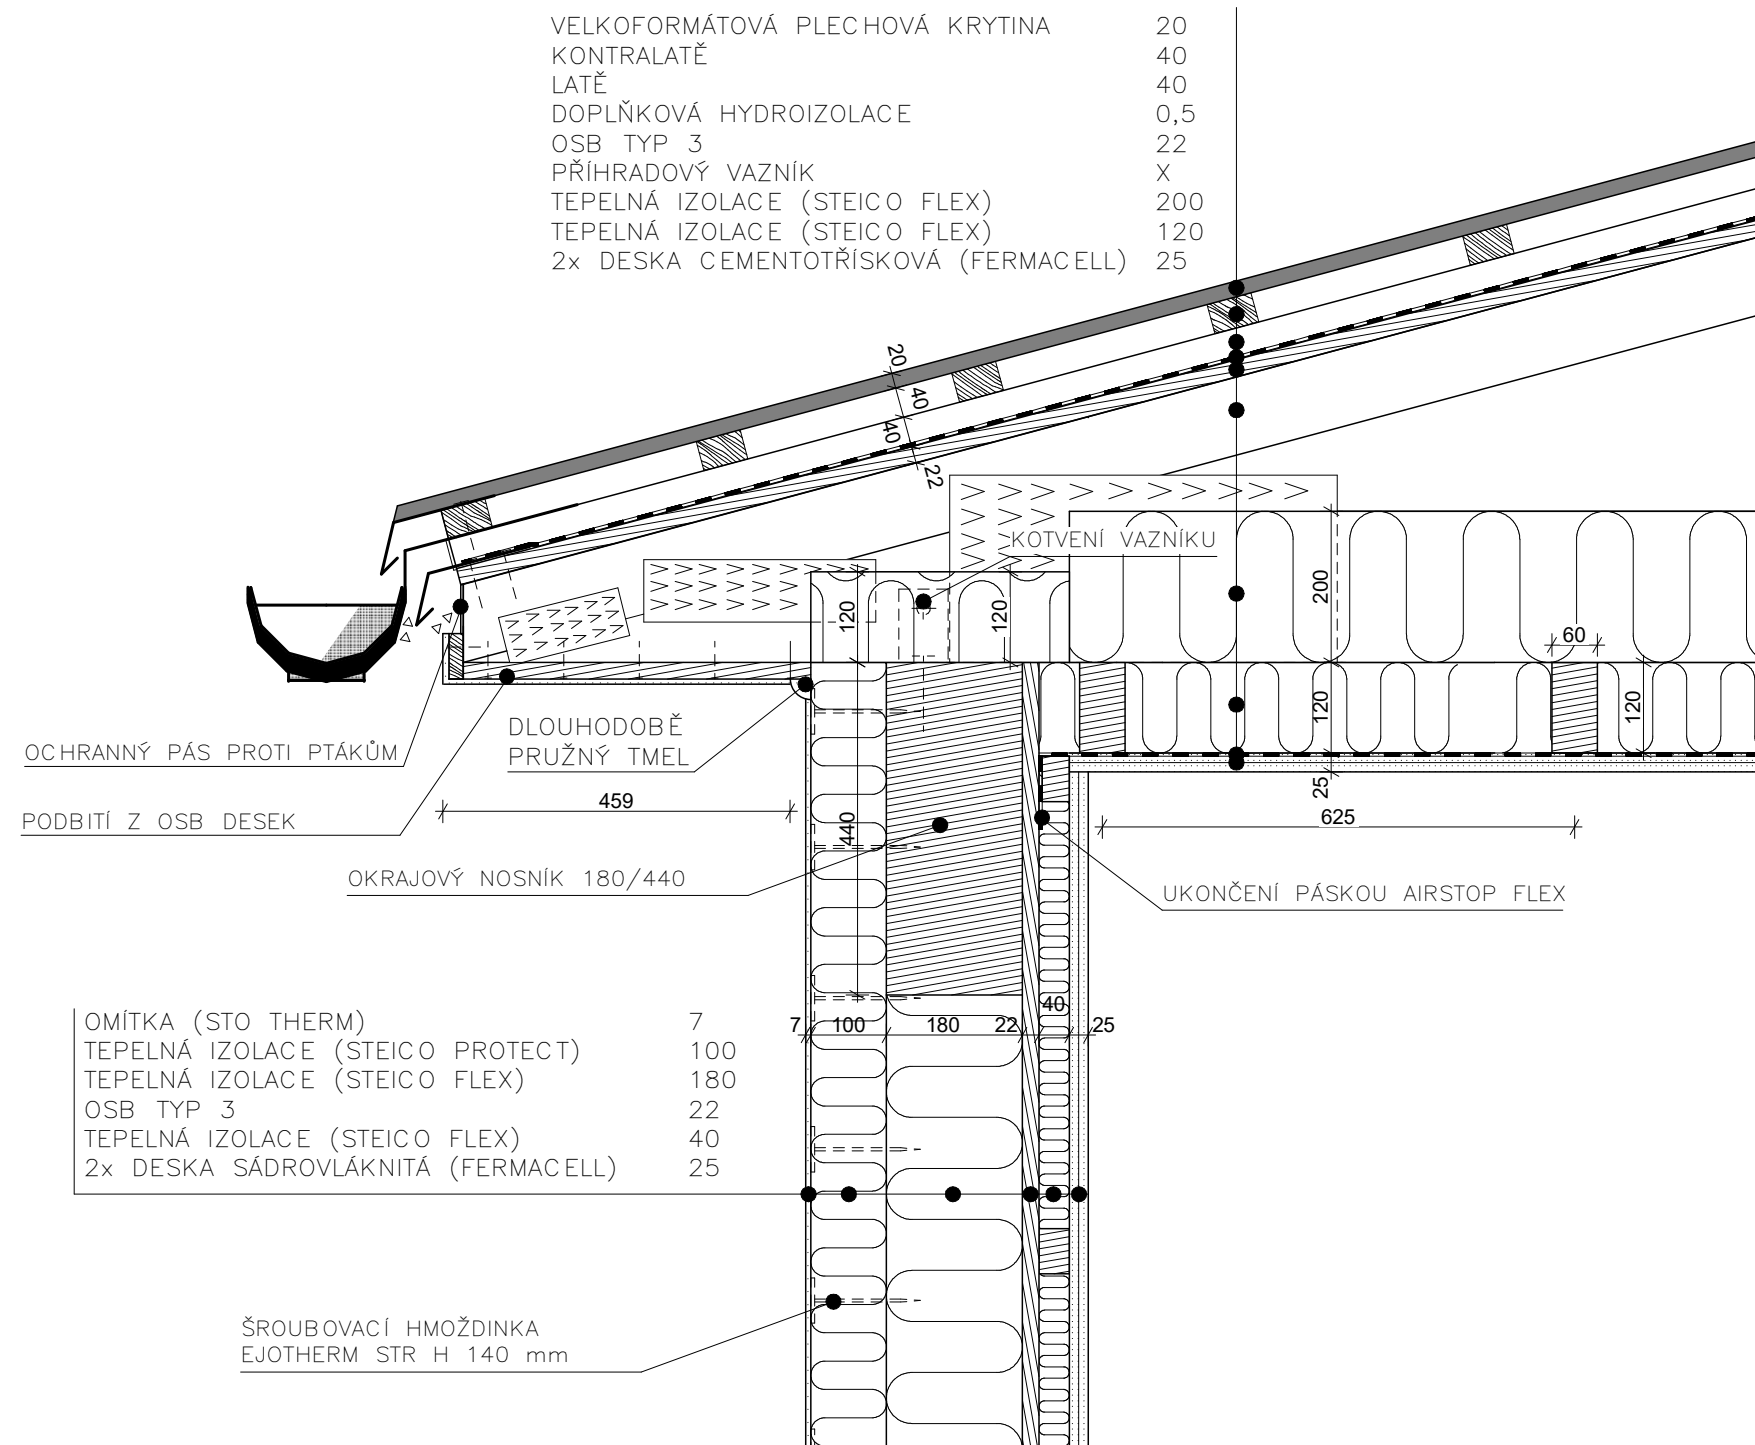 VELKOFORMÁTOVÁ PLECHOVÁ KRYTINA 20
KONTRALATĚ 40
LATĚ 40
DOPLŇKOVÁ HYDROIZOLACE 0,5
OSB TYP 3 22
PŘÍHRADOVÝ VAZNÍK X
TEPELNÁ IZOLACE (STEICO FLEX) 200
TEPELNÁ IZOLACE (STEICO FLEX) 120
2x DESKA CEMENTOTŘÍSKOVÁ (FERMACELL) 25
20
40
40
22
KOTVENÍ VAZNÍKU
200
120
120
60
120
120
25
OCHRANNÝ PÁS PROTI PTÁKŮM
DLOUHODOBĚ
PRUŽNÝ TMEL
459
625
PODBITÍ Z OSB DESEK
440
OKRAJOVÝ NOSNÍK 180/440
UKONČENÍ PÁSKOU AIRSTOP FLEX
7 100 180 22 40 25
OMÍTKA (STO THERM) 7
TEPELNÁ IZOLACE (STEICO PROTECT) 100
TEPELNÁ IZOLACE (STEICO FLEX) 180
OSB TYP 3 22
TEPELNÁ IZOLACE (STEICO FLEX) 40
2x DESKA SÁDROVLÁKNITÁ (FERMACELL) 25
ŠROUBOVACÍ HMOŽDINKA
EJOTHERM STR H 140 mm